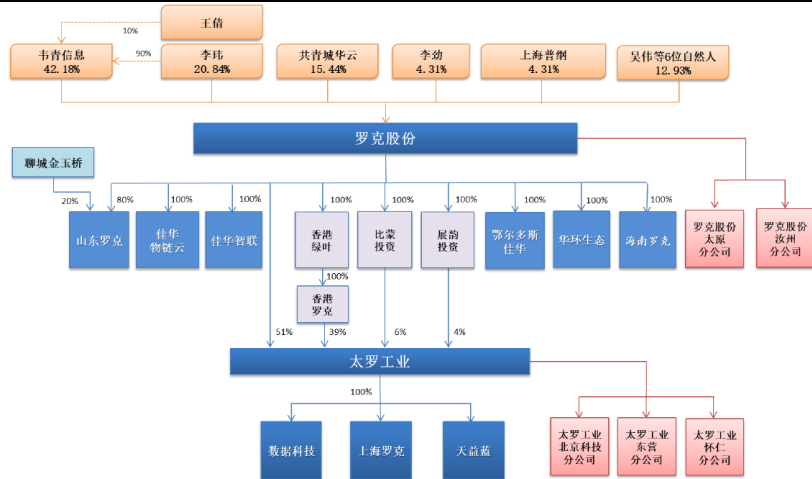 王倩
10%
90%
韦青信息
42.18%
李玮
20.84%
共青城华云
15.44%
李劲
4.31%
上海普纲
4.31%
吴伟等6位自然人
12.93%
罗克股份
聊城金玉桥
20%
80%
100%
100%
100%
100%
100%
100%
100%
100%
山东罗克
佳华
物链云
佳华智联
香港
绿叶
比蒙
投资
展韵
投资
鄂尔多斯
佳华
华环生态
海南罗克
罗克股份
太原
分公司
罗克股份
汝州
分公司
100%
香港
罗克
51%
39%
6%
4%
太罗工业
100%
数据科技
上海罗克
天益蓝
太罗工业
北京科技
分公司
太罗工业
东营
分公司
太罗工业
怀仁
分公司